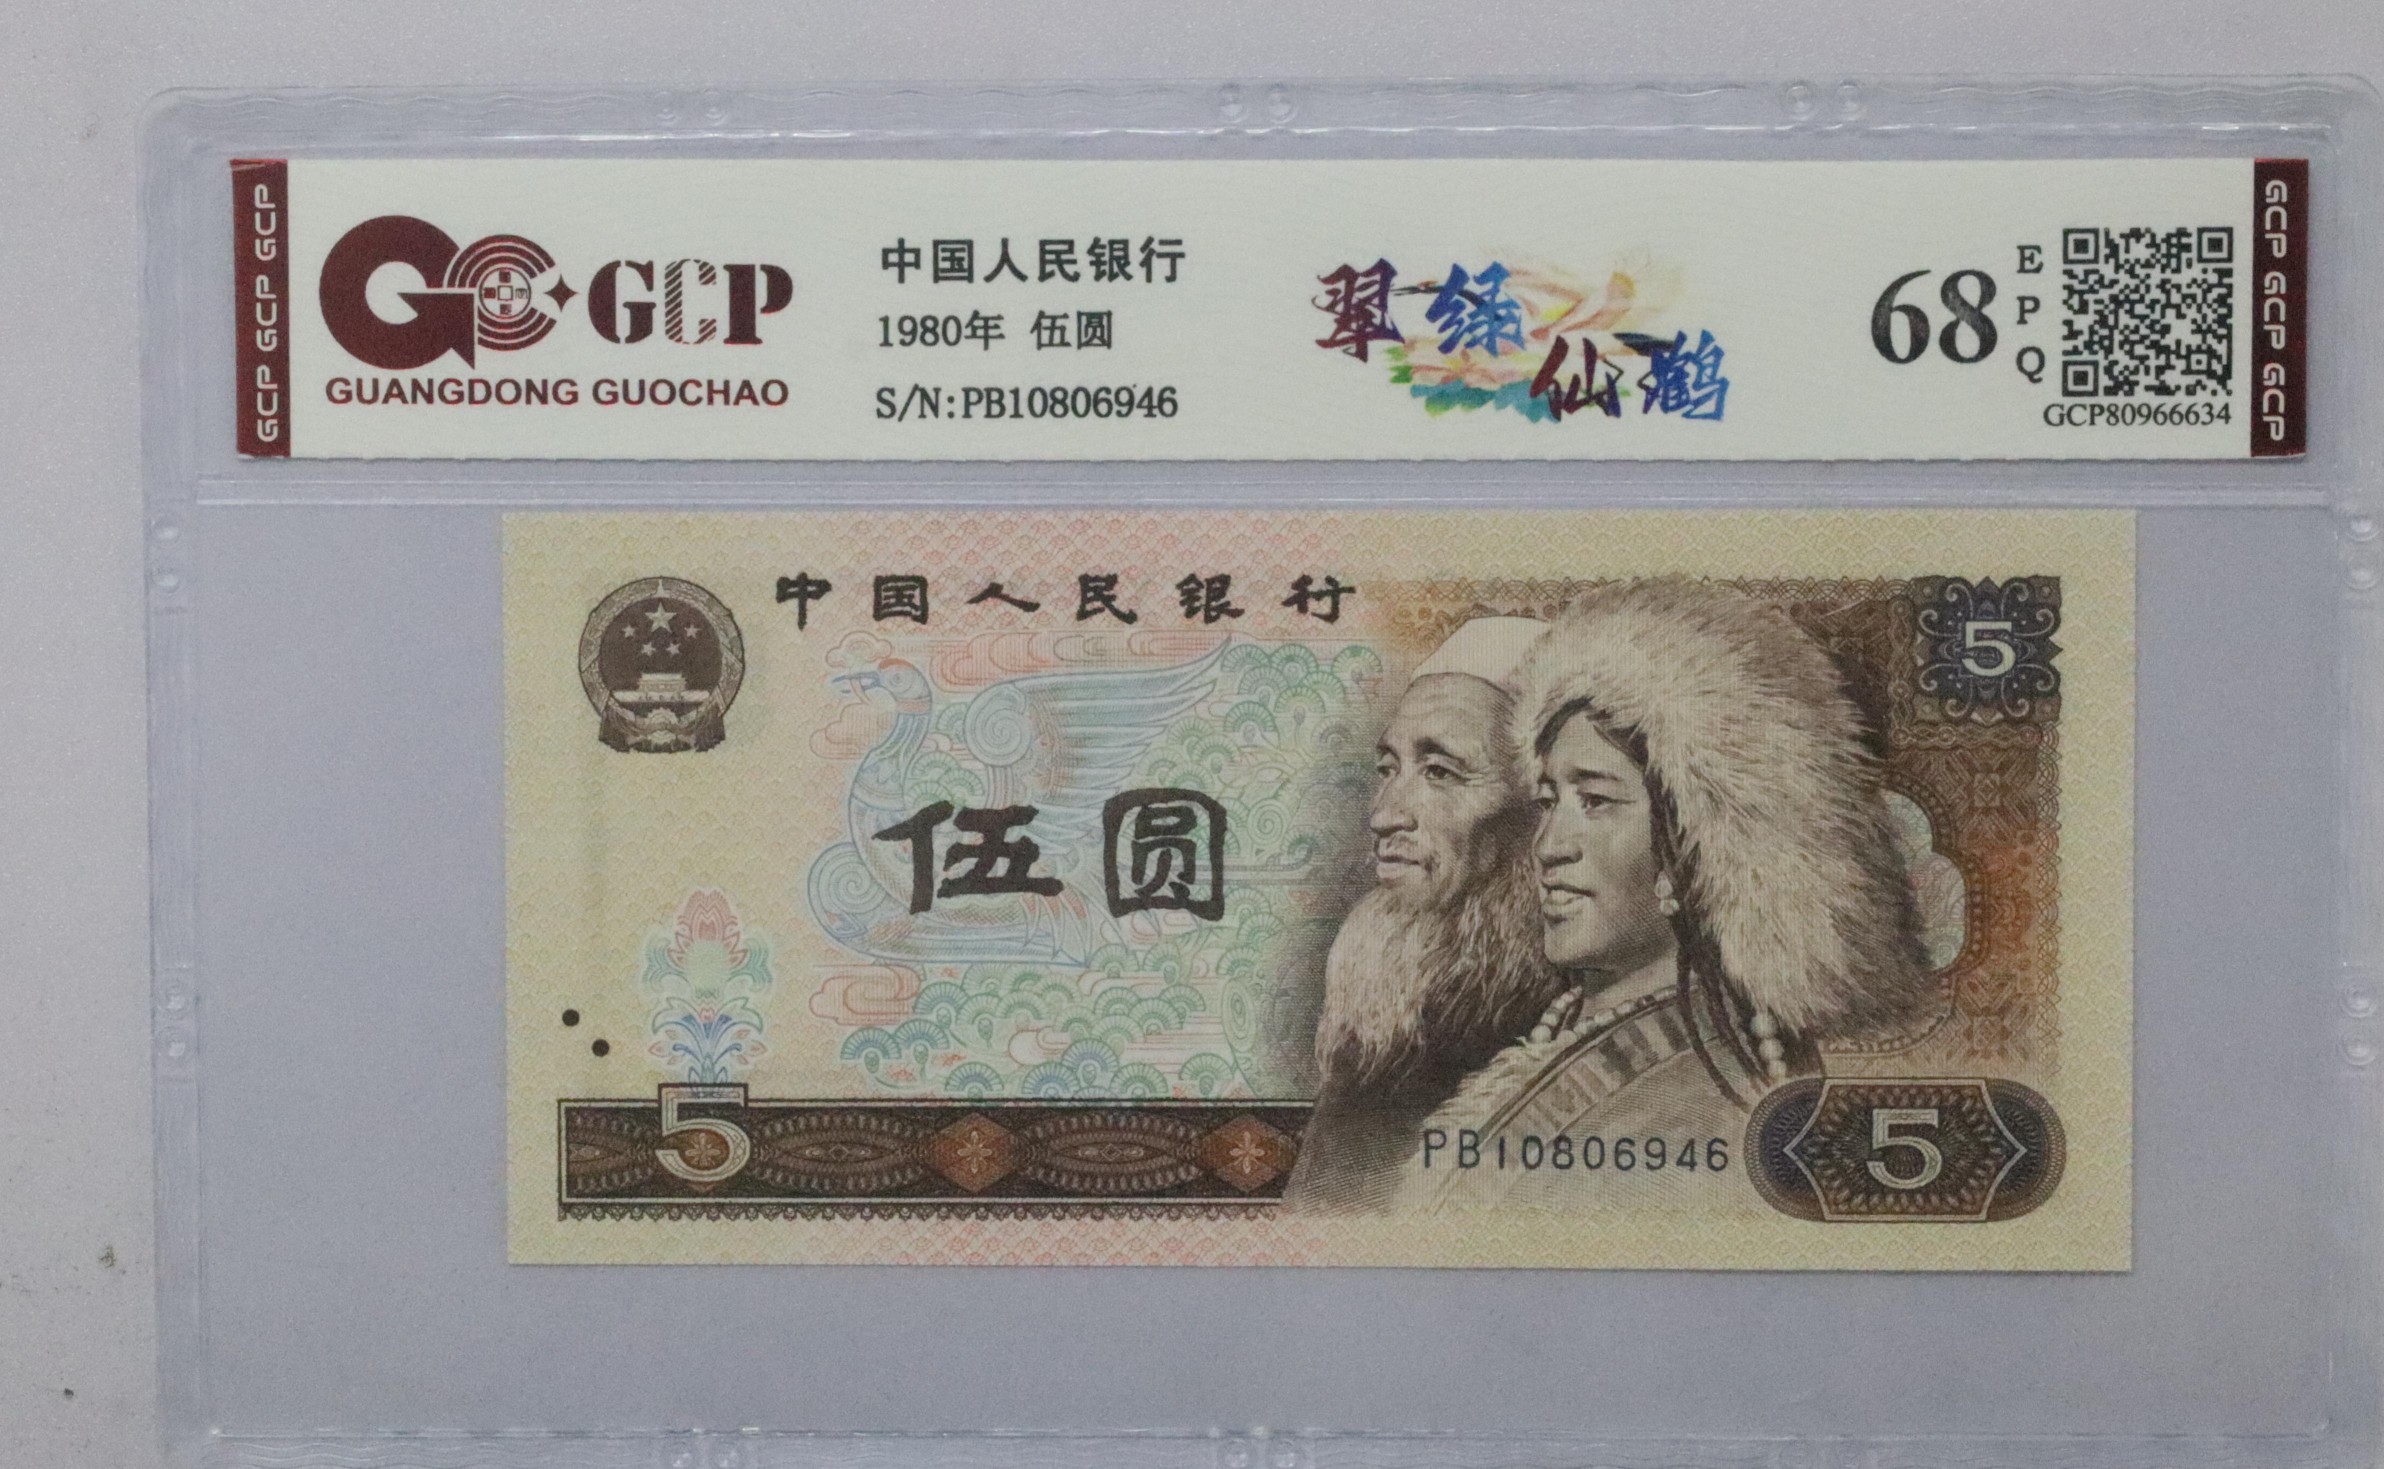 GCP GCP GCP
GCP
GUANGDONG GUOCHAO
中国人民银行
1980年 伍圆
S/N:PB10806946
翠绿
仙鹤
68
EPQ
GCP80966634
GCP GCP GCP
中国人民银行
5
伍圆
5
PB10806946
5